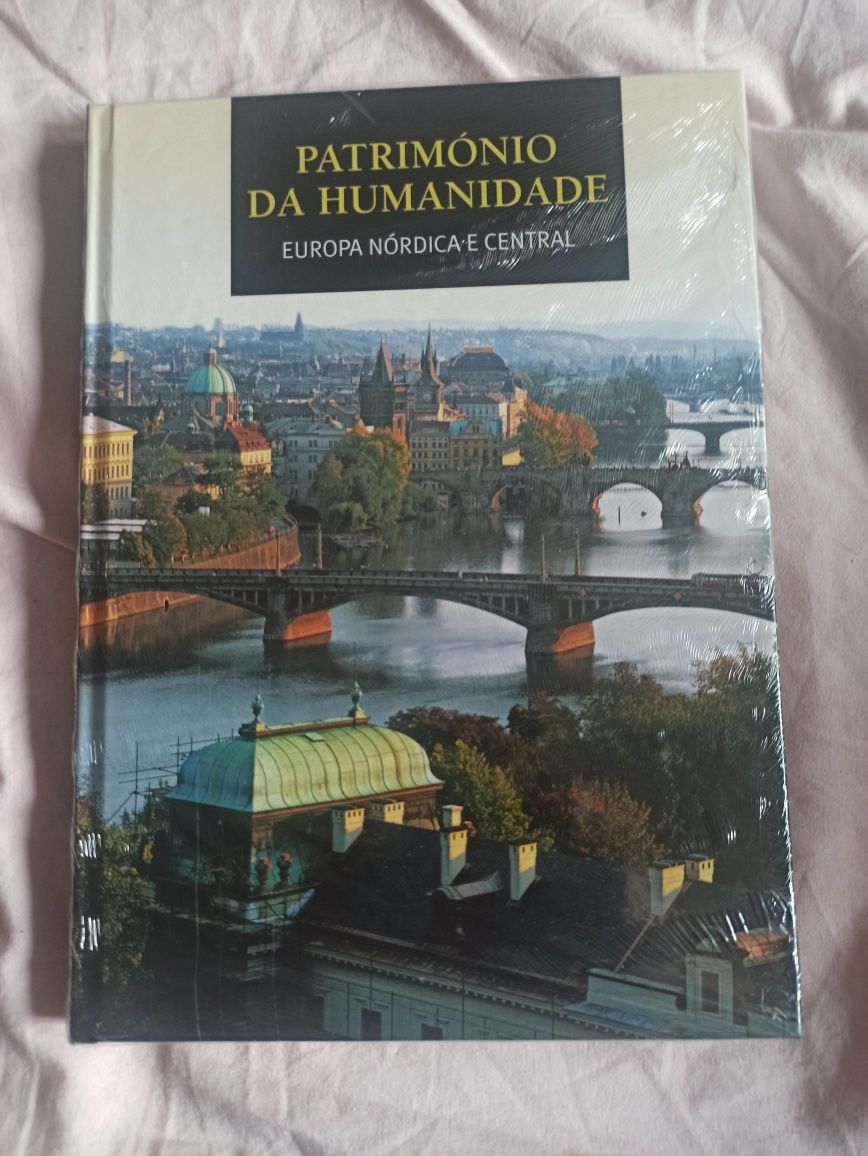 PATRIMÓNIO
DA HUMANIDADE
EUROPA NÓRDICA E CENTRAL